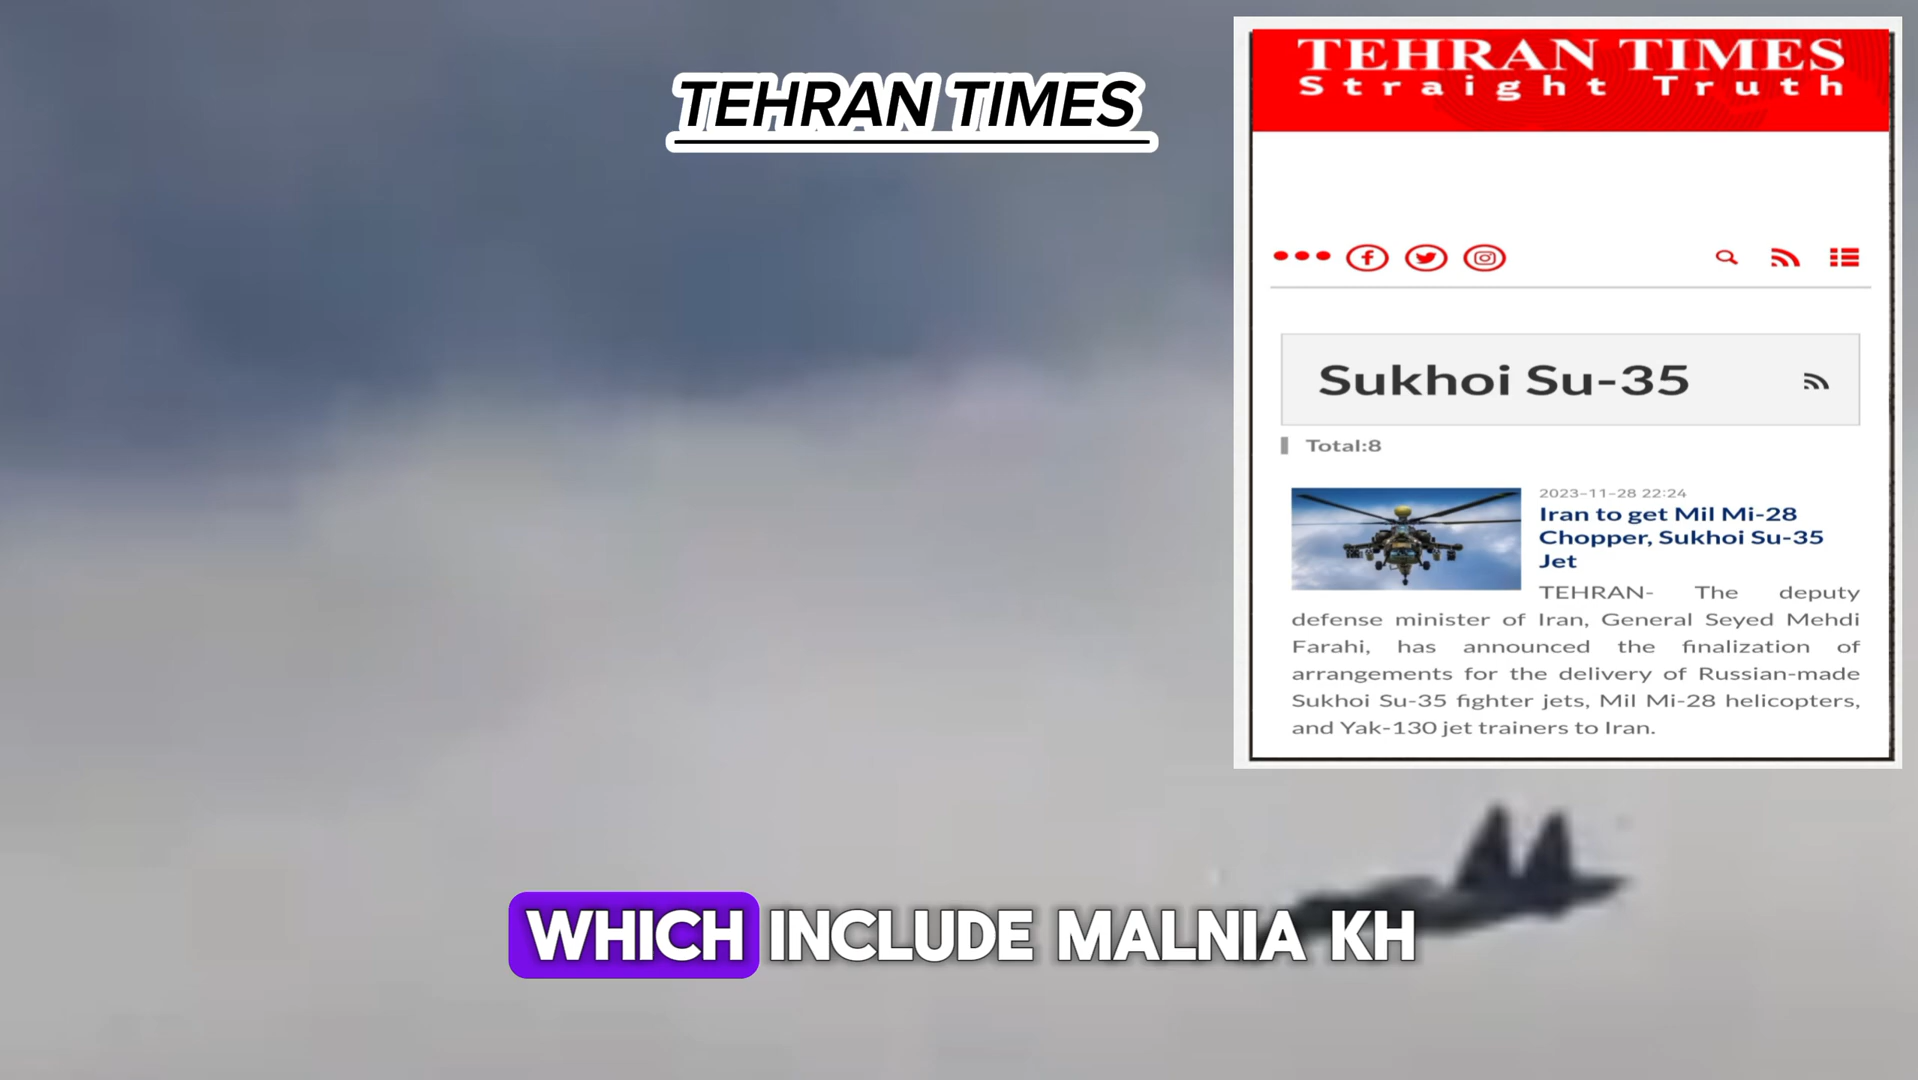 TEHRAN TIMES
TEHRAN TIMES
Straight Truth
Sukhoi Su-35
Total:8
2023-11-28 22:24
Iran to get Mil Mi-28
Chopper, Sukhoi Su-35
Jet
TEHRAN- The deputy
defense minister of Iran, General Seyed Mehdi
Farahi, has announced the finalization of
arrangements for the delivery of Russian-made
Sukhoi Su-35 fighter jets, Mil Mi-28 helicopters,
and Yak-130 jet trainers to Iran.
WHICH INCLUDE MALNIA KH